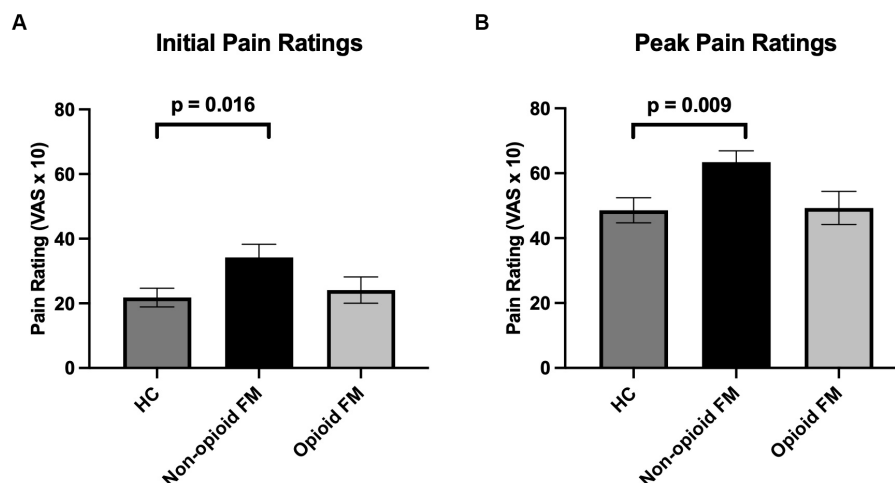 A
Initial Pain Ratings
p = 0.016
Pain Rating (VAS x 10)
80
60
40
20
0
HC
Non-opioid FM
Opioid FM
B
Peak Pain Ratings
p = 0.009
Pain Rating (VAS x 10)
80
60
40
20
0
HC
Non-opioid FM
Opioid FM